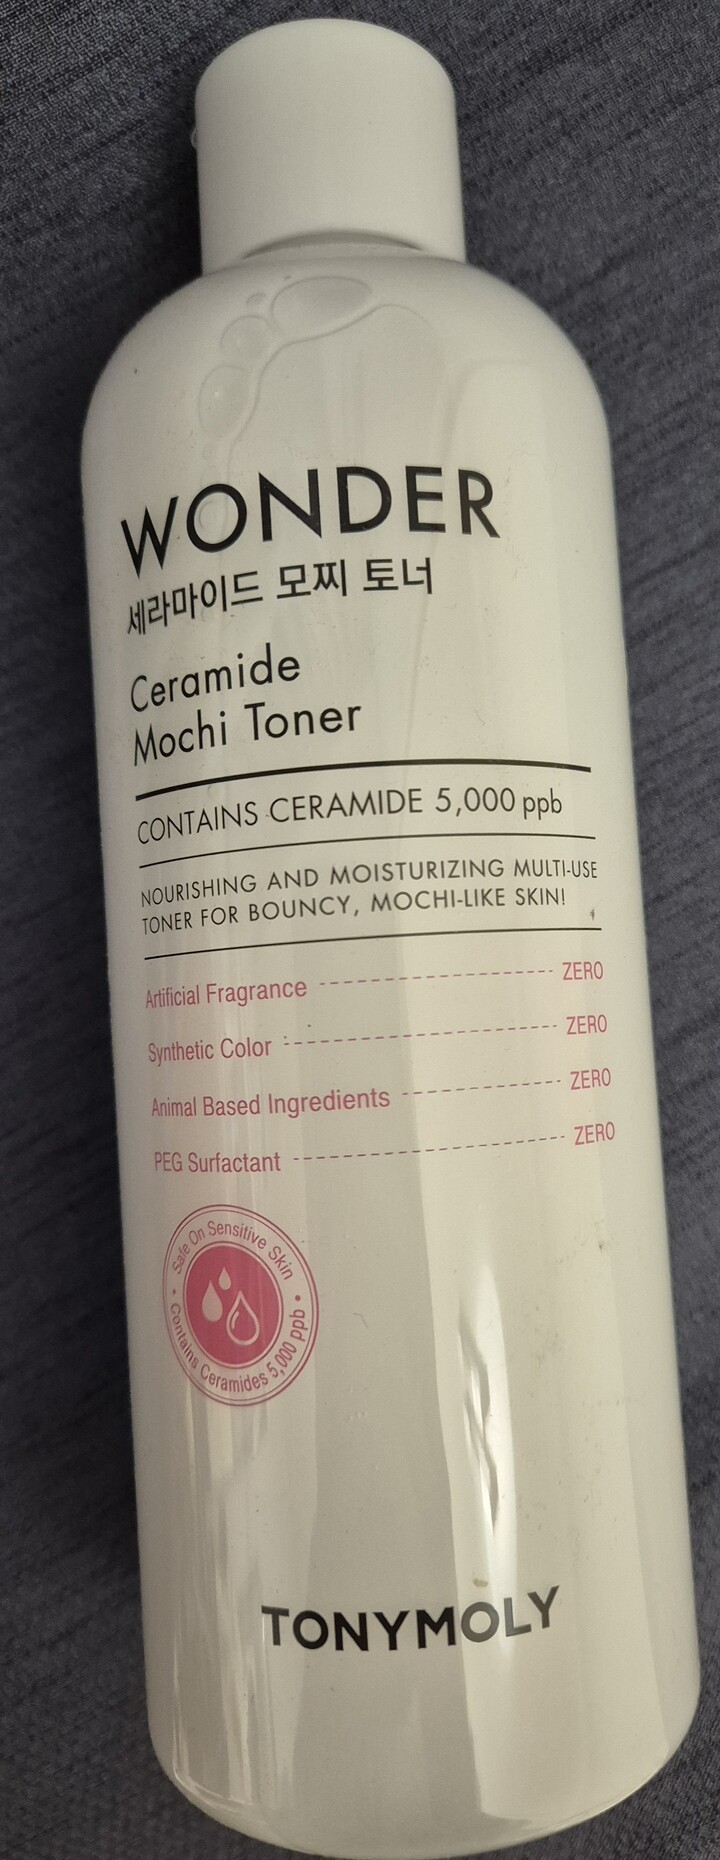 WONDER
세라마이드 모찌 토너
Ceramide
Mochi Toner
CONTAINS CERAMIDE 5,000 ppb
NOURISHING AND MOISTURIZING MULTI-USE
TONER FOR BOUNCY, MOCHI-LIKE SKIN!
Artificial Fragrance ---------------------- ZERO
Synthetic Color ---------------------- ZERO
Animal Based Ingredients ---------------------- ZERO
PEG Surfactant ---------------------- ZERO
Safe On Sensitive Skin
• Contains Ceramides 5,000 ppb •
TONYMOLY